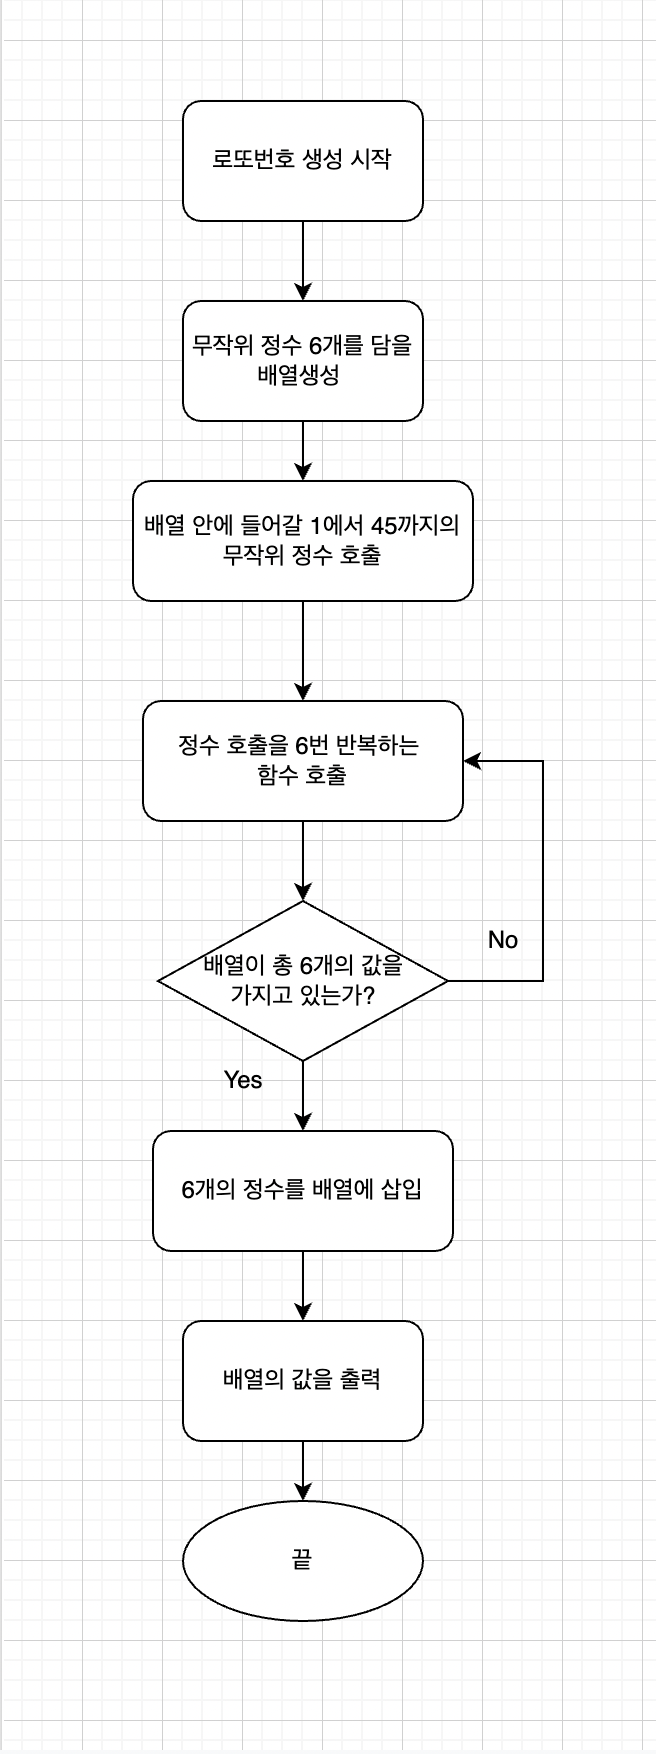 로또번호 생성 시작
무작위 정수 6개를 담을
배열생성
배열 안에 들어갈 1에서 45까지의
무작위 정수 호출
정수 호출을 6번 반복하는
함수 호출
No
배열이 총 6개의 값을
가지고 있는가?
Yes
6개의 정수를 배열에 삽입
배열의 값을 출력
끝